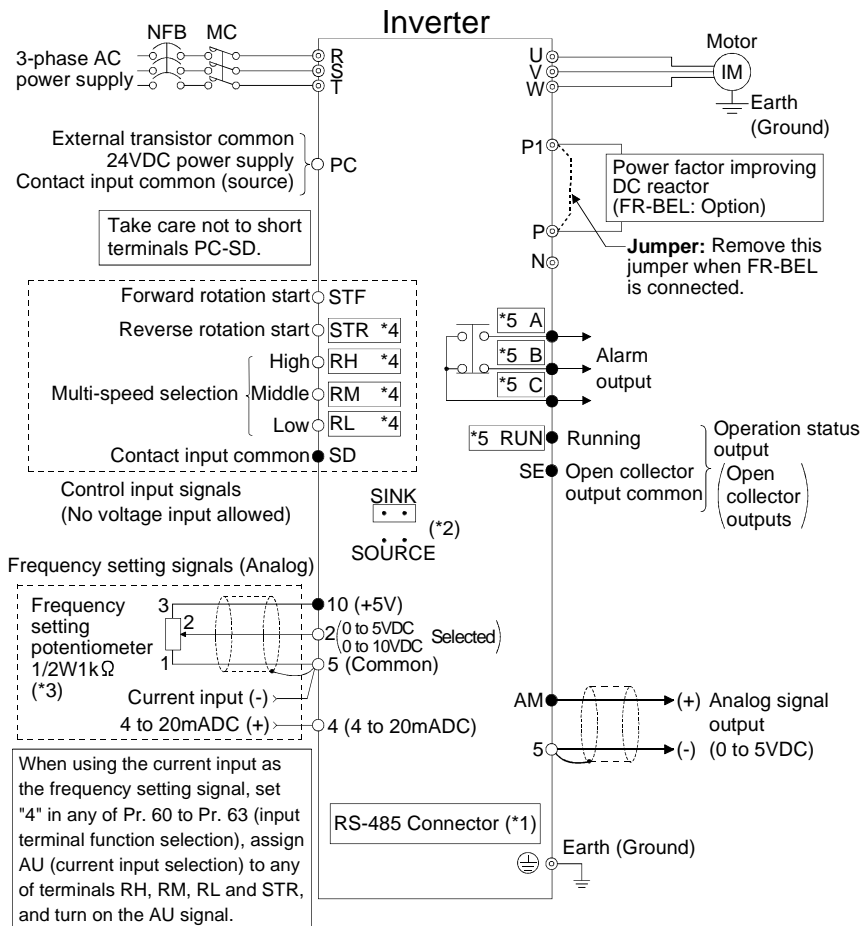 Inverter
NFB MC
3-phase AC
power supply
R
S
T
U
V
W
Motor
IM
Earth
(Ground)
External transistor common
24VDC power supply
Contact input common (source)
PC
Take care not to short
terminals PC-SD.
P1
P
N
Power factor improving
DC reactor
(FR-BEL: Option)
Jumper: Remove this
jumper when FR-BEL
is connected.
Forward rotation start STF
Reverse rotation start STR *4
Multi-speed selection
High RH *4
Middle RM *4
Low RL *4
Contact input common SD
Control input signals
(No voltage input allowed)
*5 A
*5 B
*5 C
Alarm
output
*5 RUN Running
SE Open collector
output common
Operation status
output
(Open
collector
outputs)
SINK
(*2)
SOURCE
Frequency setting signals (Analog)
Frequency
setting
potentiometer
1/2W1kΩ
(*3)
3
2
1
10 (+5V)
2 (0 to 5VDC
0 to 10VDC Selected)
5 (Common)
Current input (-)
4 to 20mADC (+)
4 (4 to 20mADC)
AM
5
(+) Analog signal
output
(-) (0 to 5VDC)
When using the current input as
the frequency setting signal, set
"4" in any of Pr. 60 to Pr. 63 (input
terminal function selection), assign
AU (current input selection) to any
of terminals RH, RM, RL and STR,
and turn on the AU signal.
RS-485 Connector (*1)
Earth (Ground)